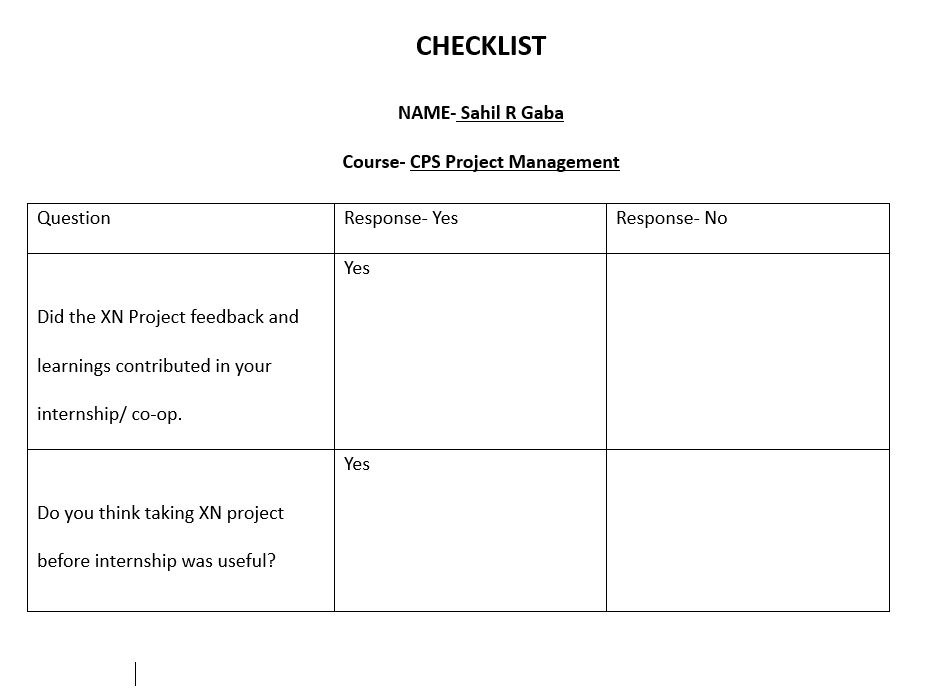 CHECKLIST
NAME- Sahil R Gaba
Course- CPS Project Management
Question Response- Yes Response- No
Yes
Did the XN Project feedback and
learnings contributed in your
internship/ co-op.
Yes
Do you think taking XN project
before internship was useful?